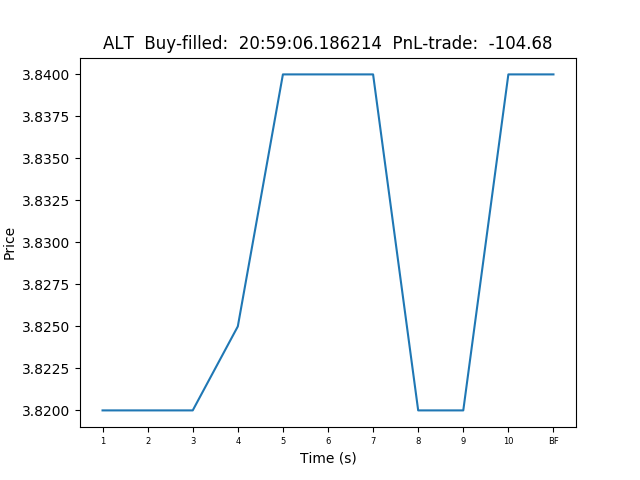 ALT  Buy-filled:  20:59:06.186214  PnL-trade:  -104.68
3.8400
3.8375
3.8350
3.8325
3.8300
3.8275
3.8250
3.8225
3.8200
Price
1 2 3 4 5 6 7 8 9 10 BF
Time (s)